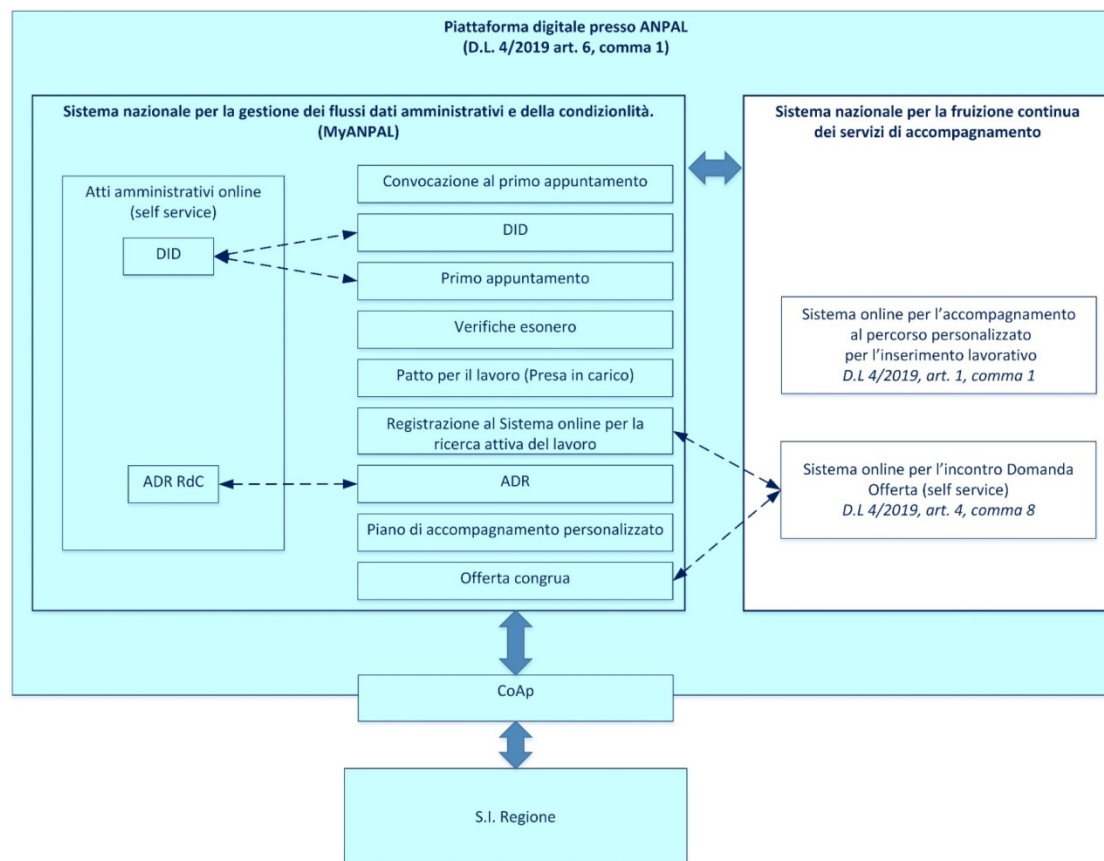 Piattaforma digitale presso ANPAL
(D.L. 4/2019 art. 6, comma 1)
Sistema nazionale per la gestione dei flussi dati amministrativi e della condizionlità.
(MyANPAL)
Atti amministrativi online
(self service)
DID
ADR RdC
Convocazione al primo appuntamento
DID
Primo appuntamento
Verifiche esonero
Patto per il lavoro (Presa in carico)
Registrazione al Sistema online per la
ricerca attiva del lavoro
ADR
Piano di accompagnamento personalizzato
Offerta congrua
Sistema nazionale per la fruizione continua
dei servizi di accompagnamento
Sistema online per l'accompagnamento
al percorso personalizzato
per l'inserimento lavorativo
D.L 4/2019, art. 1, comma 1
Sistema online per l'incontro Domanda
Offerta (self service)
D.L 4/2019, art. 4, comma 8
CoAp
S.I. Regione